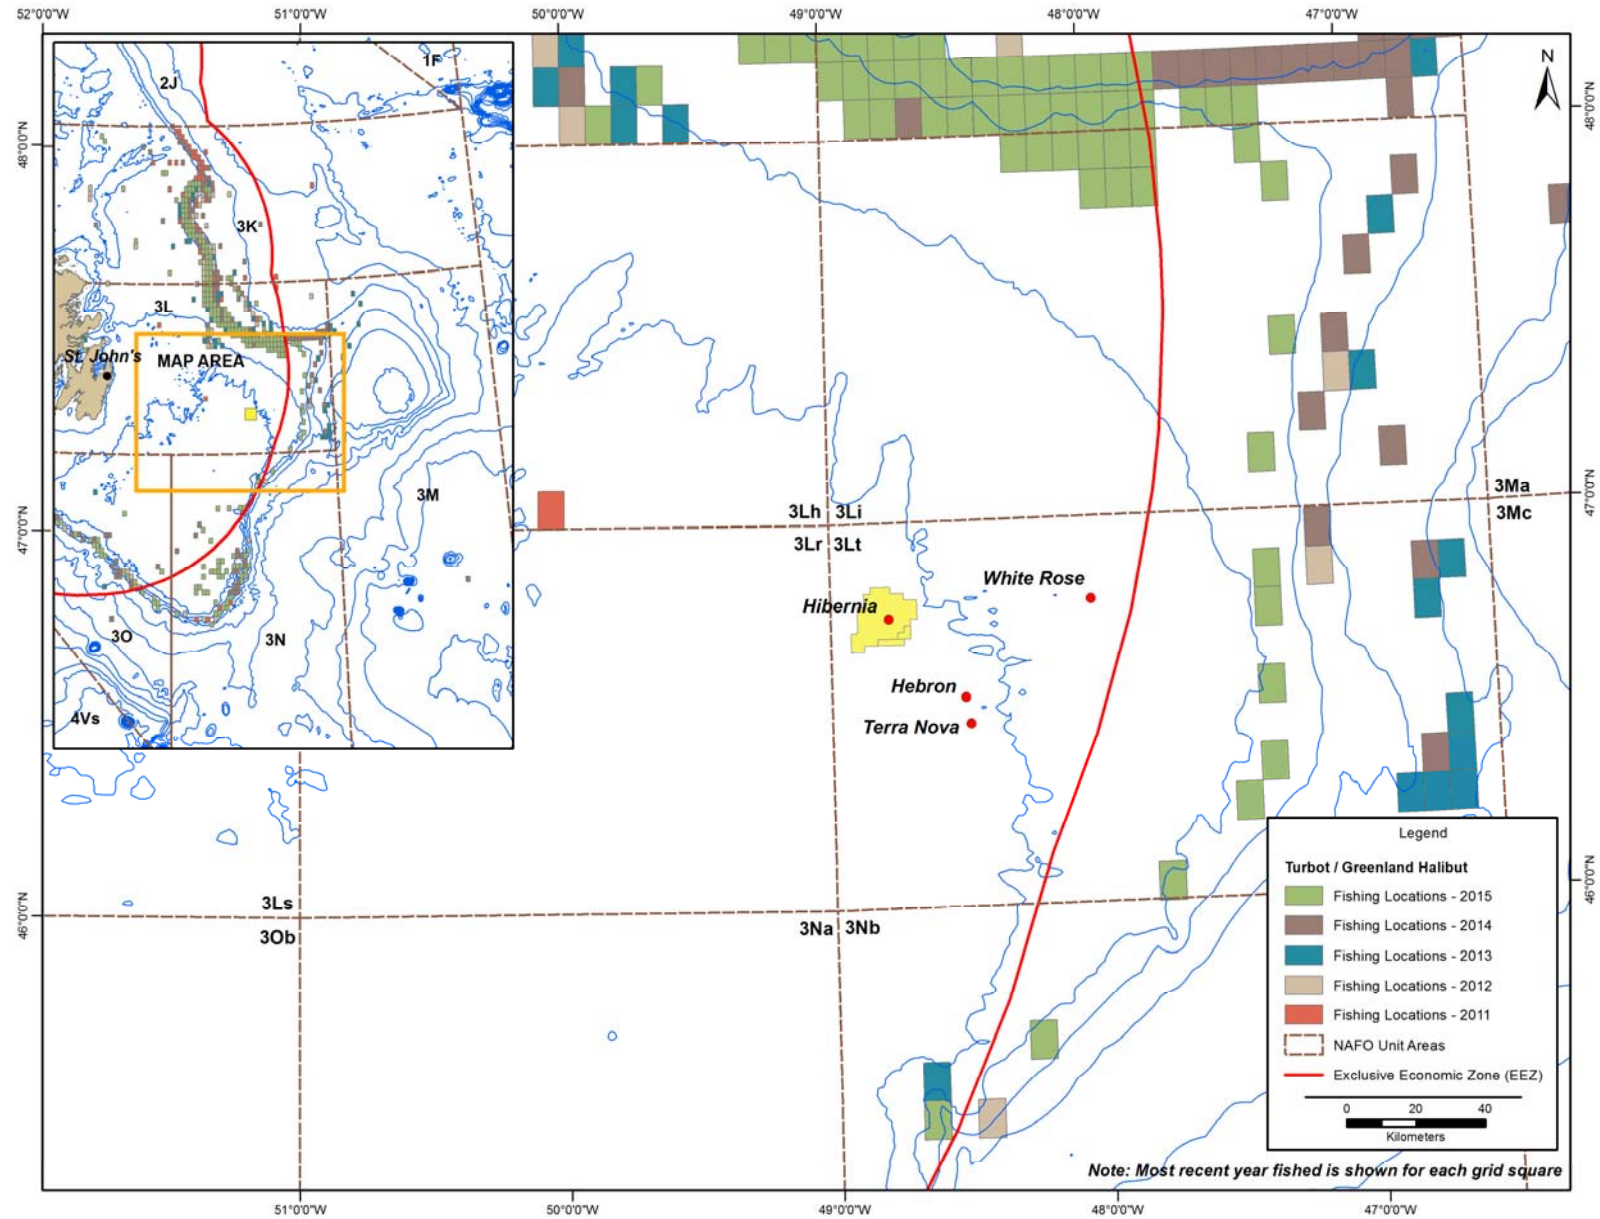 52°0'0"W 51°0'0"W 50°0'0"W 49°0'0"W 48°0'0"W 47°0'0"W
1F
2J
N
48°0'0"N
48°0'0"N
3K
3L
St. John's
MAP AREA
3M
3Ma
47°0'0"N
3Mc
3Lh 3Li
47°0'0"N
3Lr 3Lt
White Rose
Hibernia
3O
3N
Hebron
4Vs
Terra Nova
Legend
Turbot / Greenland Halibut
Fishing Locations - 2015
Fishing Locations - 2014
Fishing Locations - 2013
Fishing Locations - 2012
Fishing Locations - 2011
NAFO Unit Areas
Exclusive Economic Zone (EEZ)
0 20 40
Kilometers
46°0'0"N
3Ls
46°0'0"N
3Ob
3Na 3Nb
Note: Most recent year fished is shown for each grid square
51°0'0"W 50°0'0"W 49°0'0"W 48°0'0"W 47°0'0"W